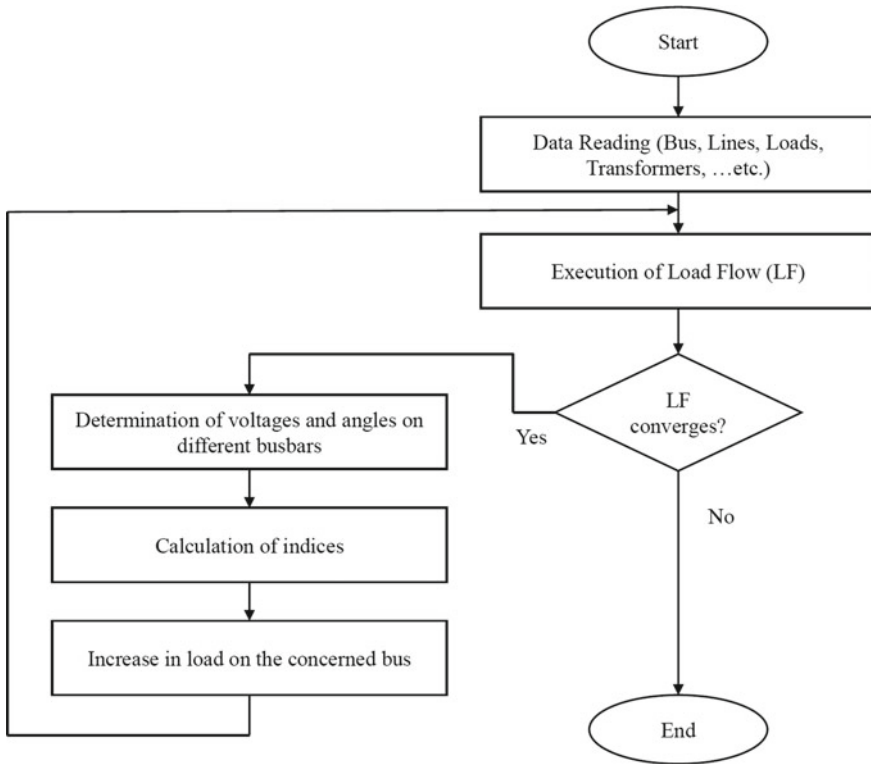 Start
Data Reading (Bus, Lines, Loads,
Transformers, …etc.)
Execution of Load Flow (LF)
LF
converges?
Yes
No
Determination of voltages and angles on
different busbars
Calculation of indices
Increase in load on the concerned bus
End